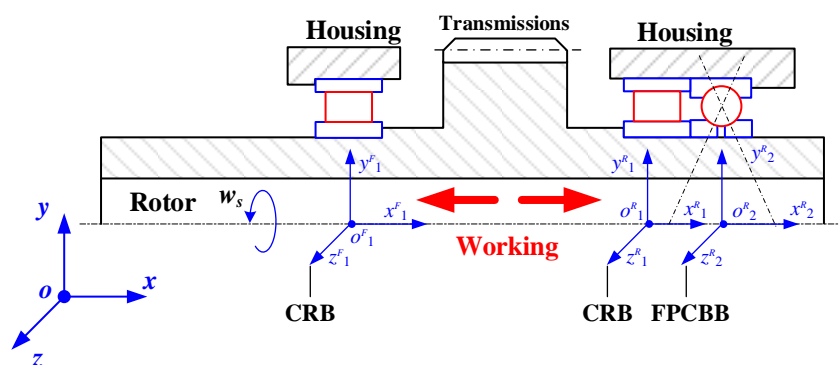 Transmissions
Housing
Housing
y^F_1
y^R_1
y^R_2
Rotor
w_s
x^F_1
x^R_1
x^R_2
o^F_1
o^R_1
o^R_2
y
Working
z^F_1
z^R_1
z^R_2
o
x
CRB
CRB
FPCBB
z